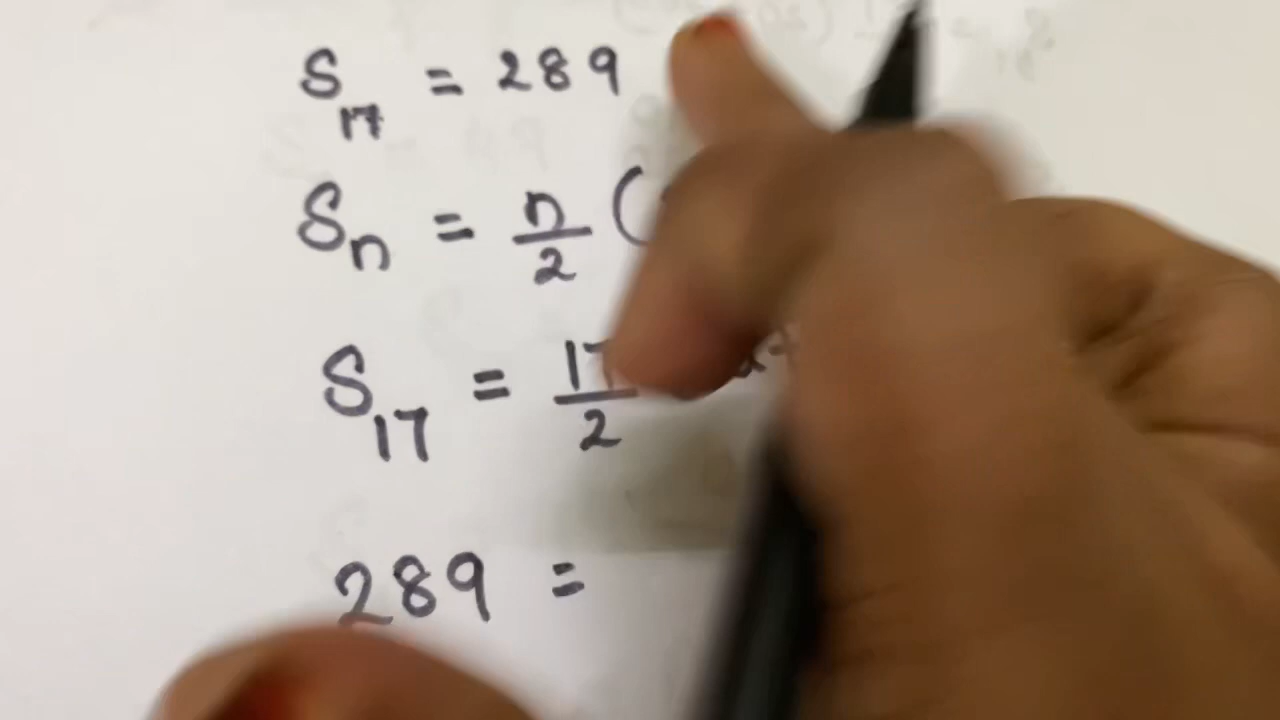 S₁₇ = 289
Sₙ = n/2 (
S₁₇ = 17/2
289 =